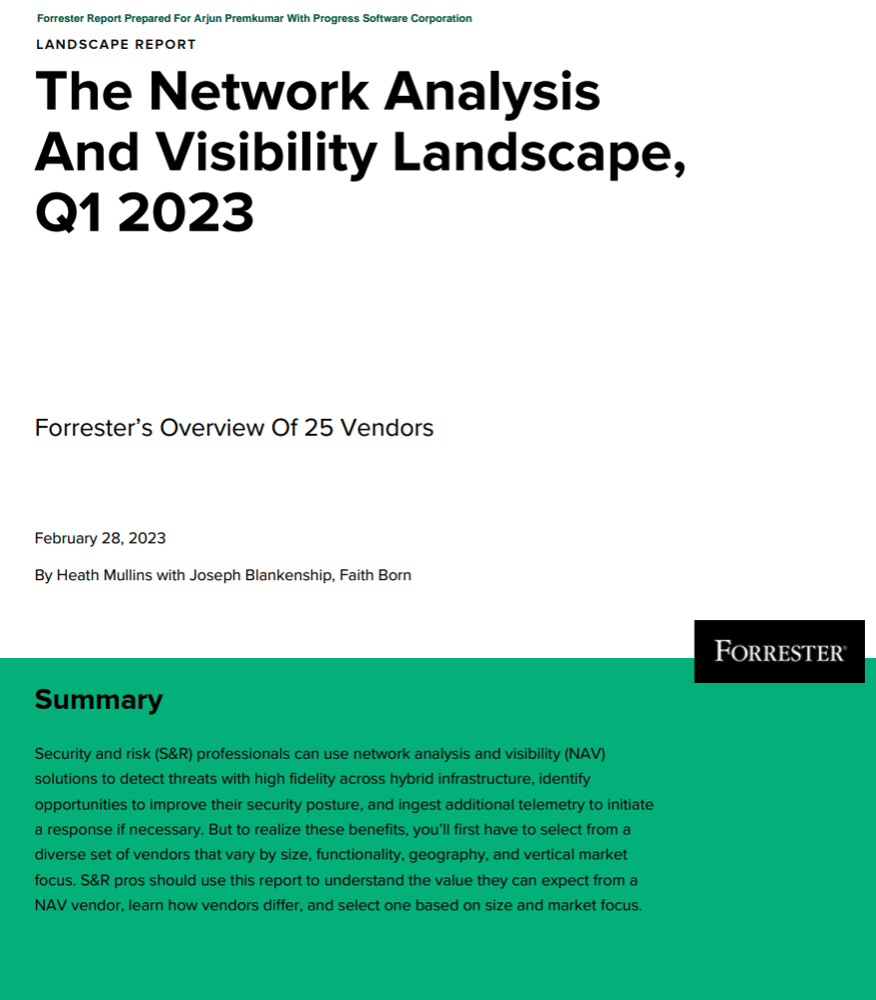 Forrester Report Prepared For Arjun Premkumar With Progress Software Corporation
LANDSCAPE REPORT
The Network Analysis
And Visibility Landscape,
Q1 2023
Forrester’s Overview Of 25 Vendors
February 28, 2023
By Heath Mullins with Joseph Blankenship, Faith Born
FORRESTER®
Summary
Security and risk (S&R) professionals can use network analysis and visibility (NAV)
solutions to detect threats with high fidelity across hybrid infrastructure, identify
opportunities to improve their security posture, and ingest additional telemetry to initiate
a response if necessary. But to realize these benefits, you’ll first have to select from a
diverse set of vendors that vary by size, functionality, geography, and vertical market
focus. S&R pros should use this report to understand the value they can expect from a
NAV vendor, learn how vendors differ, and select one based on size and market focus.